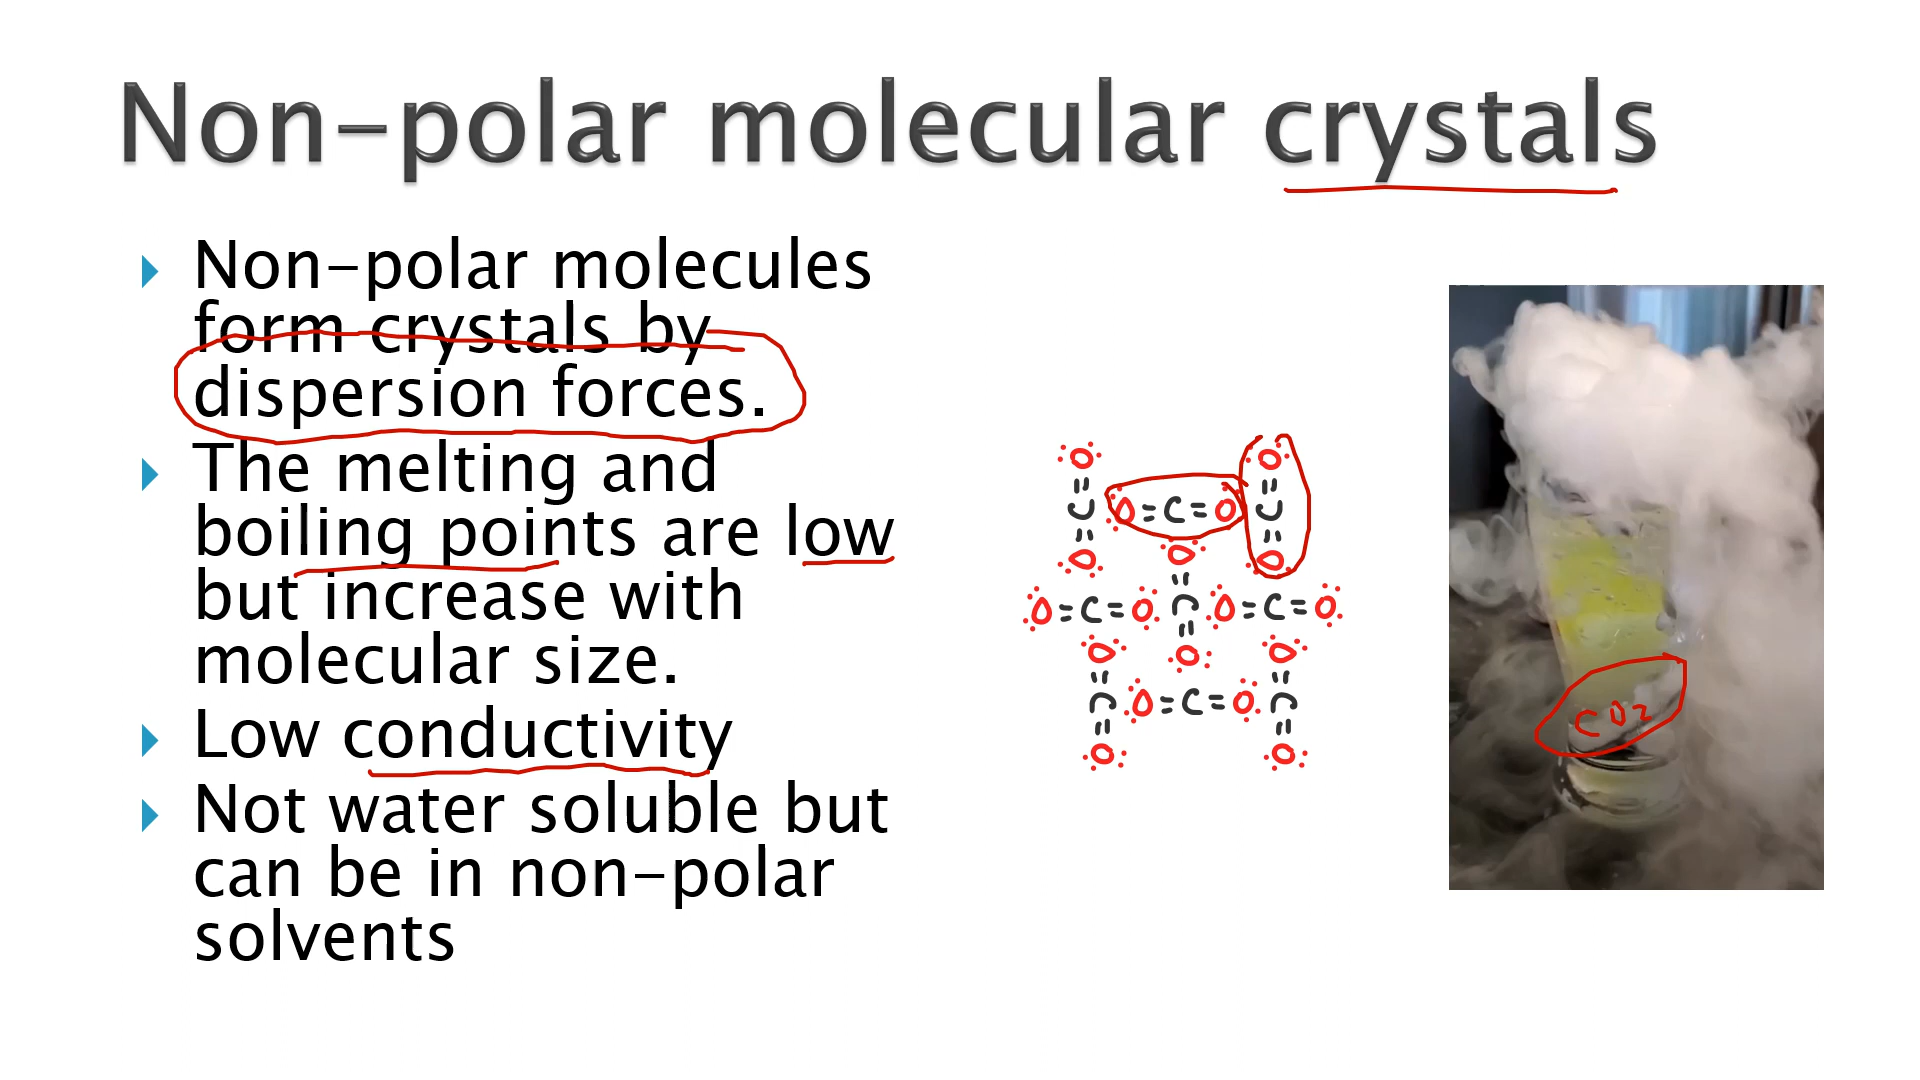 Non-polar molecular crystals
Non-polar molecules
form crystals by
dispersion forces.
The melting and
boiling points are low
but increase with
molecular size.
Low conductivity
Not water soluble but
can be in non-polar
solvents
O O
O=C=O
C C
O O O
O=C=O C O=C=O
O O O
C O=C=O C
O O
CO2